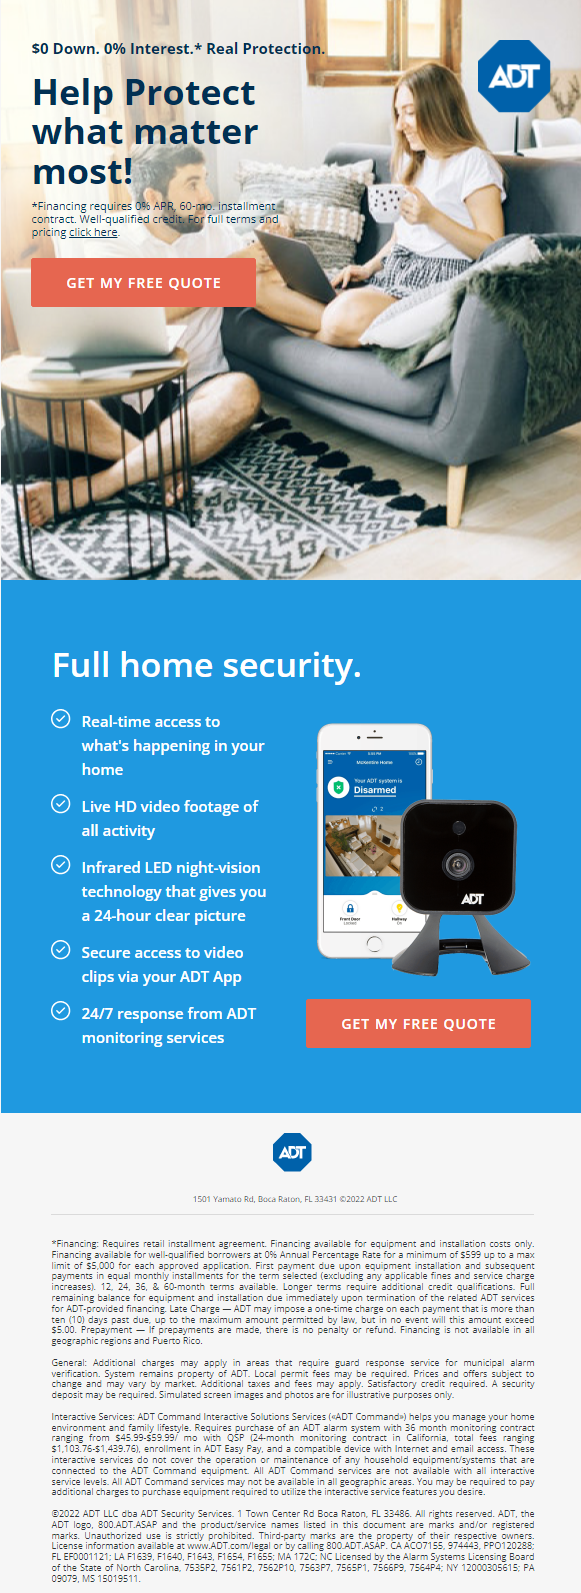 $0 Down. 0% Interest.* Real Protection.
ADT
Help Protect
what matter
most!
*Financing requires 0% APR, 60-mo. installment
contract. Well-qualified credit. For full terms and
pricing click here.
GET MY FREE QUOTE
Full home security.
Real-time access to
what's happening in your
home
Live HD video footage of
all activity
Infrared LED night-vision
technology that gives you
a 24-hour clear picture
Secure access to video
clips via your ADT App
24/7 response from ADT
monitoring services
McKentire Home
Your ADT system is
Disarmed
2
Front Door
Locked
Hallway
On
ADT
GET MY FREE QUOTE
ADT
1501 Yamato Rd, Boca Raton, FL 33431 ©2022 ADT LLC
*Financing: Requires retail installment agreement. Financing available for equipment and installation costs only.
Financing available for well-qualified borrowers at 0% Annual Percentage Rate for a minimum of $599 up to a max
limit of $5,000 for each approved application. First payment due upon equipment installation and subsequent
payments in equal monthly installments for the term selected (excluding any applicable fines and service charge
increases). 12, 24, 36, & 60-month terms available. Longer terms require additional credit qualifications. Full
remaining balance for equipment and installation due immediately upon termination of the related ADT services
for ADT-provided financing. Late Charge — ADT may impose a one-time charge on each payment that is more than
ten (10) days past due, up to the maximum amount permitted by law, but in no event will this amount exceed
$5.00. Prepayment — If prepayments are made, there is no penalty or refund. Financing is not available in all
geographic regions and Puerto Rico.
General: Additional charges may apply in areas that require guard response service for municipal alarm
verification. System remains property of ADT. Local permit fees may be required. Prices and offers subject to
change and may vary by market. Additional taxes and fees may apply. Satisfactory credit required. A security
deposit may be required. Simulated screen images and photos are for illustrative purposes only.
Interactive Services: ADT Command Interactive Solutions Services («ADT Command») helps you manage your home
environment and family lifestyle. Requires purchase of an ADT alarm system with 36 month monitoring contract
ranging from $45.99-$59.99/ mo with QSP (24-month monitoring contract in California, total fees ranging
$1,103.76-$1,439.76), enrollment in ADT Easy Pay, and a compatible device with Internet and email access. These
interactive services do not cover the operation or maintenance of any household equipment/systems that are
connected to the ADT Command equipment. All ADT Command services are not available with all interactive
service levels. All ADT Command services may not be available in all geographic areas. You may be required to pay
additional charges to purchase equipment required to utilize the interactive service features you desire.
©2022 ADT LLC dba ADT Security Services. 1 Town Center Rd Boca Raton, FL 33486. All rights reserved. ADT, the
ADT logo, 800.ADT.ASAP and the product/service names listed in this document are marks and/or registered
marks. Unauthorized use is strictly prohibited. Third-party marks are the property of their respective owners.
License information available at www.ADT.com/legal or by calling 800.ADT.ASAP. CA ACO7155, 974443, PPO120288;
FL EF0001121; LA F1639, F1640, F1643, F1654, F1655; MA 172C; NC Licensed by the Alarm Systems Licensing Board
of the State of North Carolina, 7535P2, 7561P2, 7562P10, 7563P7, 7565P1, 7566P9, 7564P4; NY 12000305615; PA
09079, MS 15019511.